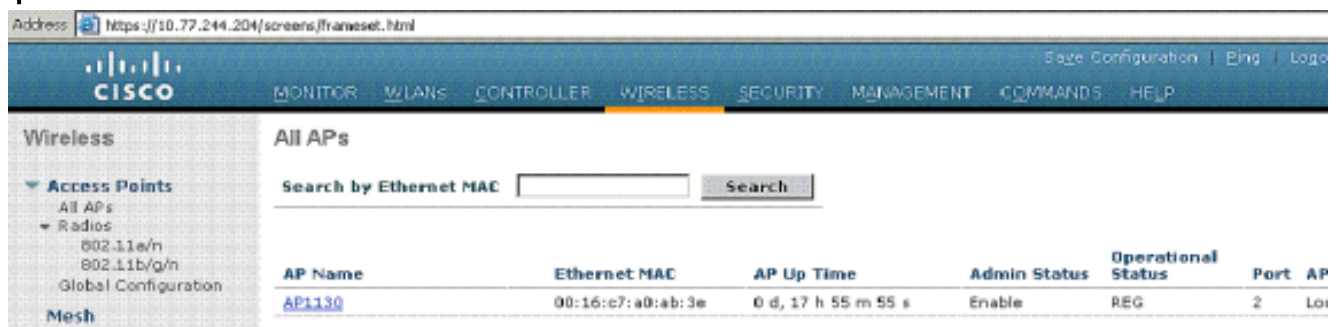 Address https://10.77.244.204/screens/frameset.html
Save Configuration | Ping | Logo
CISCO
MONITOR WLANs CONTROLLER WIRELESS SECURITY MANAGEMENT COMMANDS HELP
Wireless
Access Points
All APs
Radios
802.11a/n
802.11b/g/n
Global Configuration
Mesh
All APs
Search by Ethernet MAC Search
AP Name Ethernet MAC AP Up Time Admin Status Operational Status Port AP
AP1130 00:16:c7:a0:ab:3e 0 d, 17 h 55 m 55 s Enable REG 2 Loc